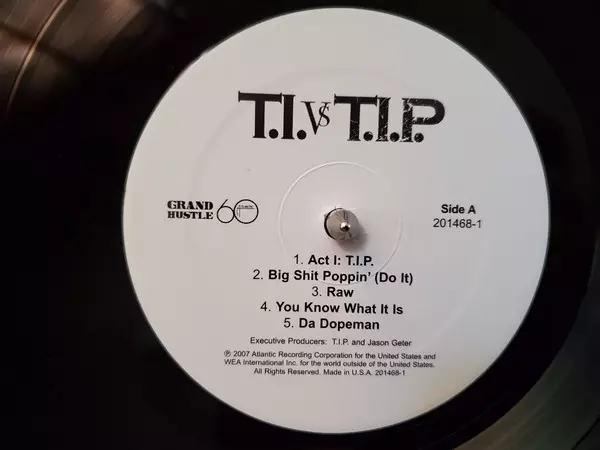 T.I. vs T.I.P.
GRAND
HUSTLE
60
Side A
201468-1
1. Act I: T.I.P.
2. Big Shit Poppin' (Do It)
3. Raw
4. You Know What It Is
5. Da Dopeman
Executive Producers: T.I.P. and Jason Geter
℗ 2007 Atlantic Recording Corporation for the United States and
WEA International Inc. for the world outside of the United States.
All Rights Reserved. Made in U.S.A. 201468-1